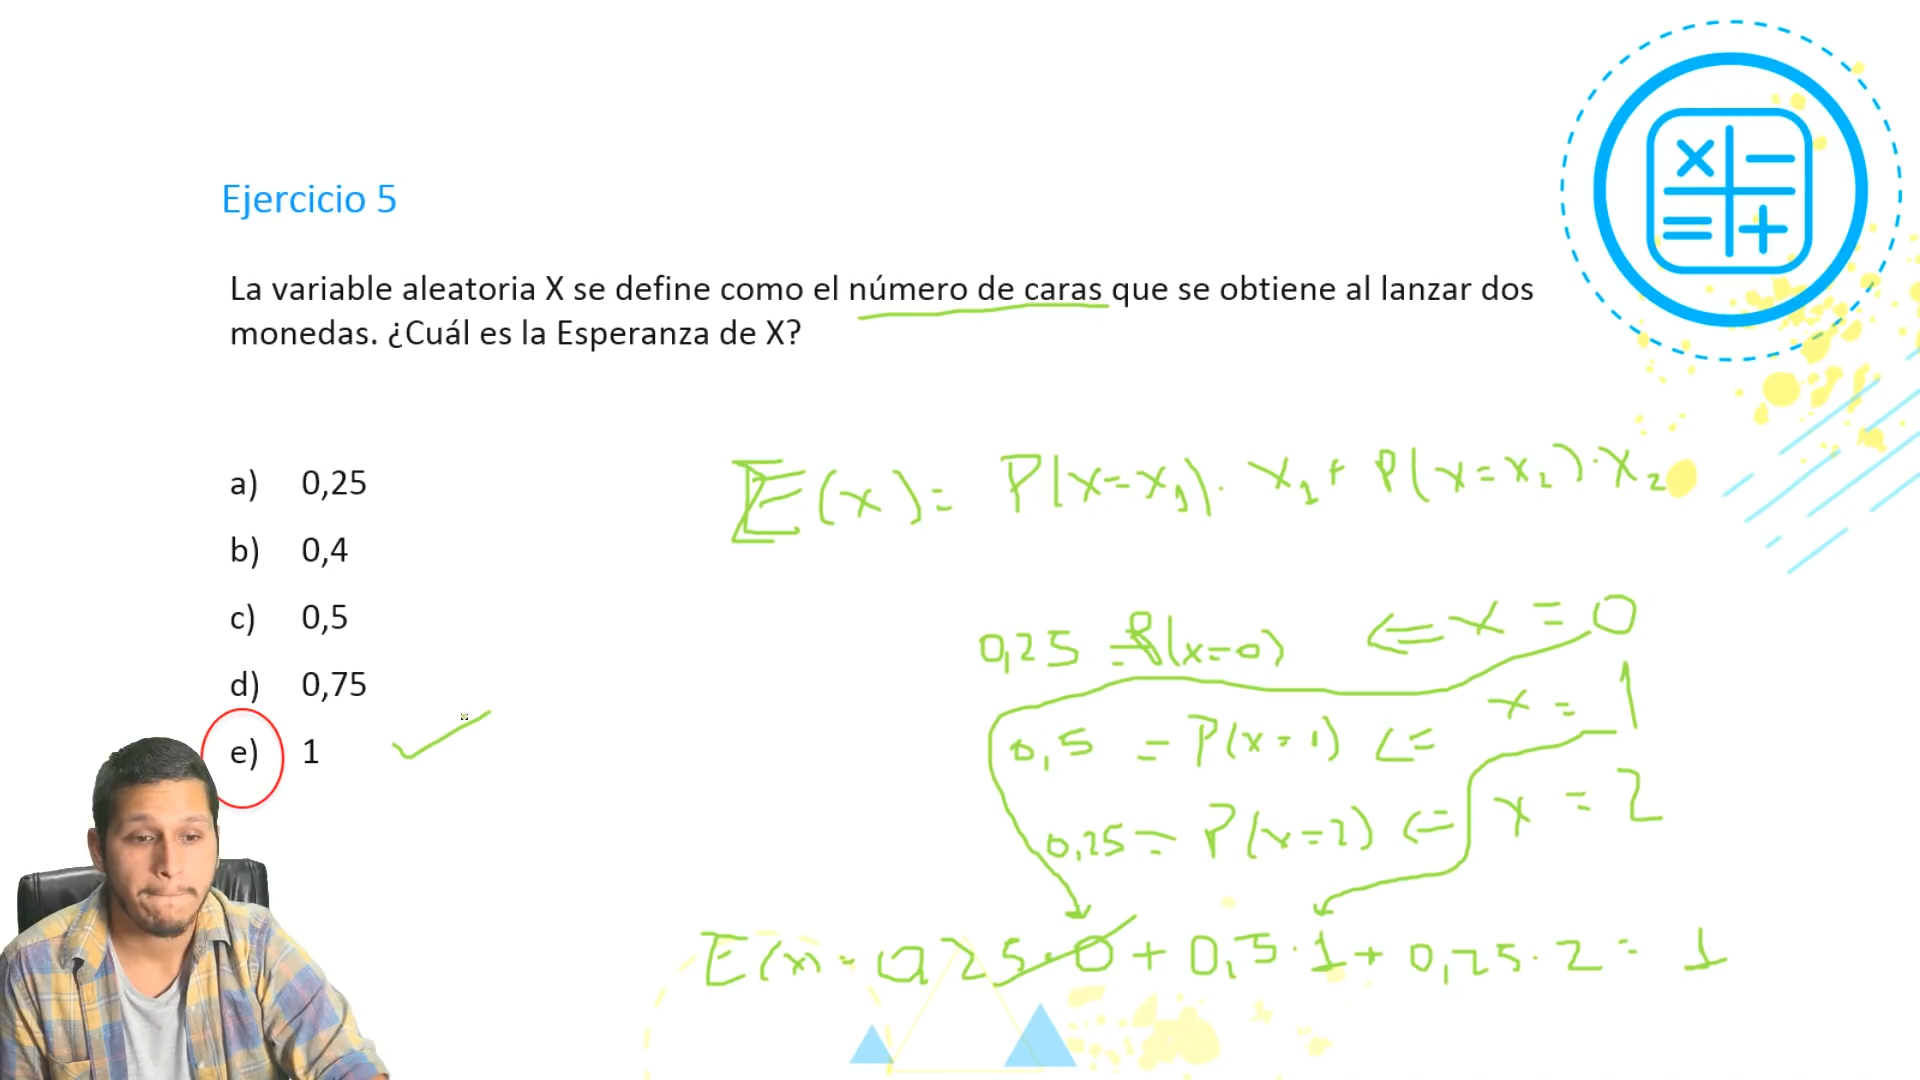 Ejercicio 5
La variable aleatoria X se define como el número de caras que se obtiene al lanzar dos
monedas. ¿Cuál es la Esperanza de X?
a) 0,25
b) 0,4
c) 0,5
d) 0,75
e) 1
E(x) = P(x=x₁)· x₁ + P(x=x₂)·x₂
0,25 = P(x=0) ⇐ x = 0
0,5 = P(x=1) ⇐ x = 1
0,25 = P(x=2) ⇐ x = 2
E(x) = 0,25·0 + 0,5·1 + 0,25·2 = 1